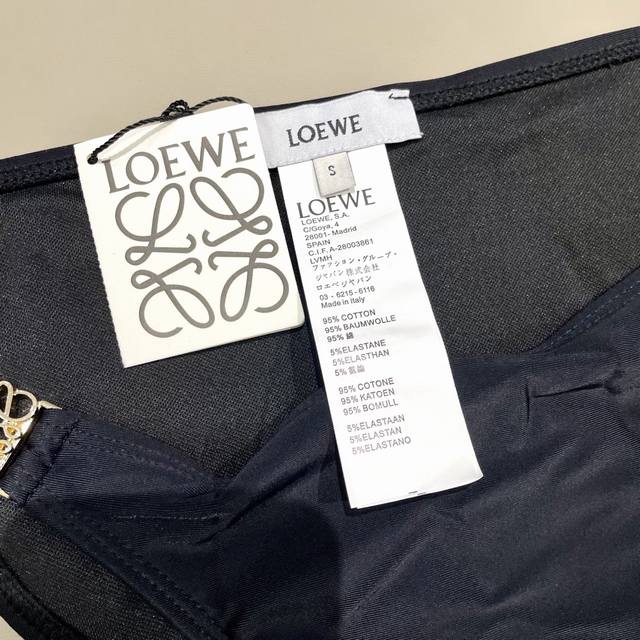 LOEWE
LOEWE
S
LOEWE
LOEWE, S.A.
C/Goya, 4
28001- Madrid
SPAIN
C.I.F.A-28003861
LVMH
ファッション・グループ・
ジャパン株式会社
ロエベジャパン
03 - 6215-6116
Made in Italy
95% COTTON
95% BAUMWOLLE
95% 綿
5%ELASTANE
5%ELASTHAN
5% 氨綸
95% COTONE
95% KATOEN
95% BOMULL
5%ELASTAAN
5%ELASTAN
5%ELASTANO